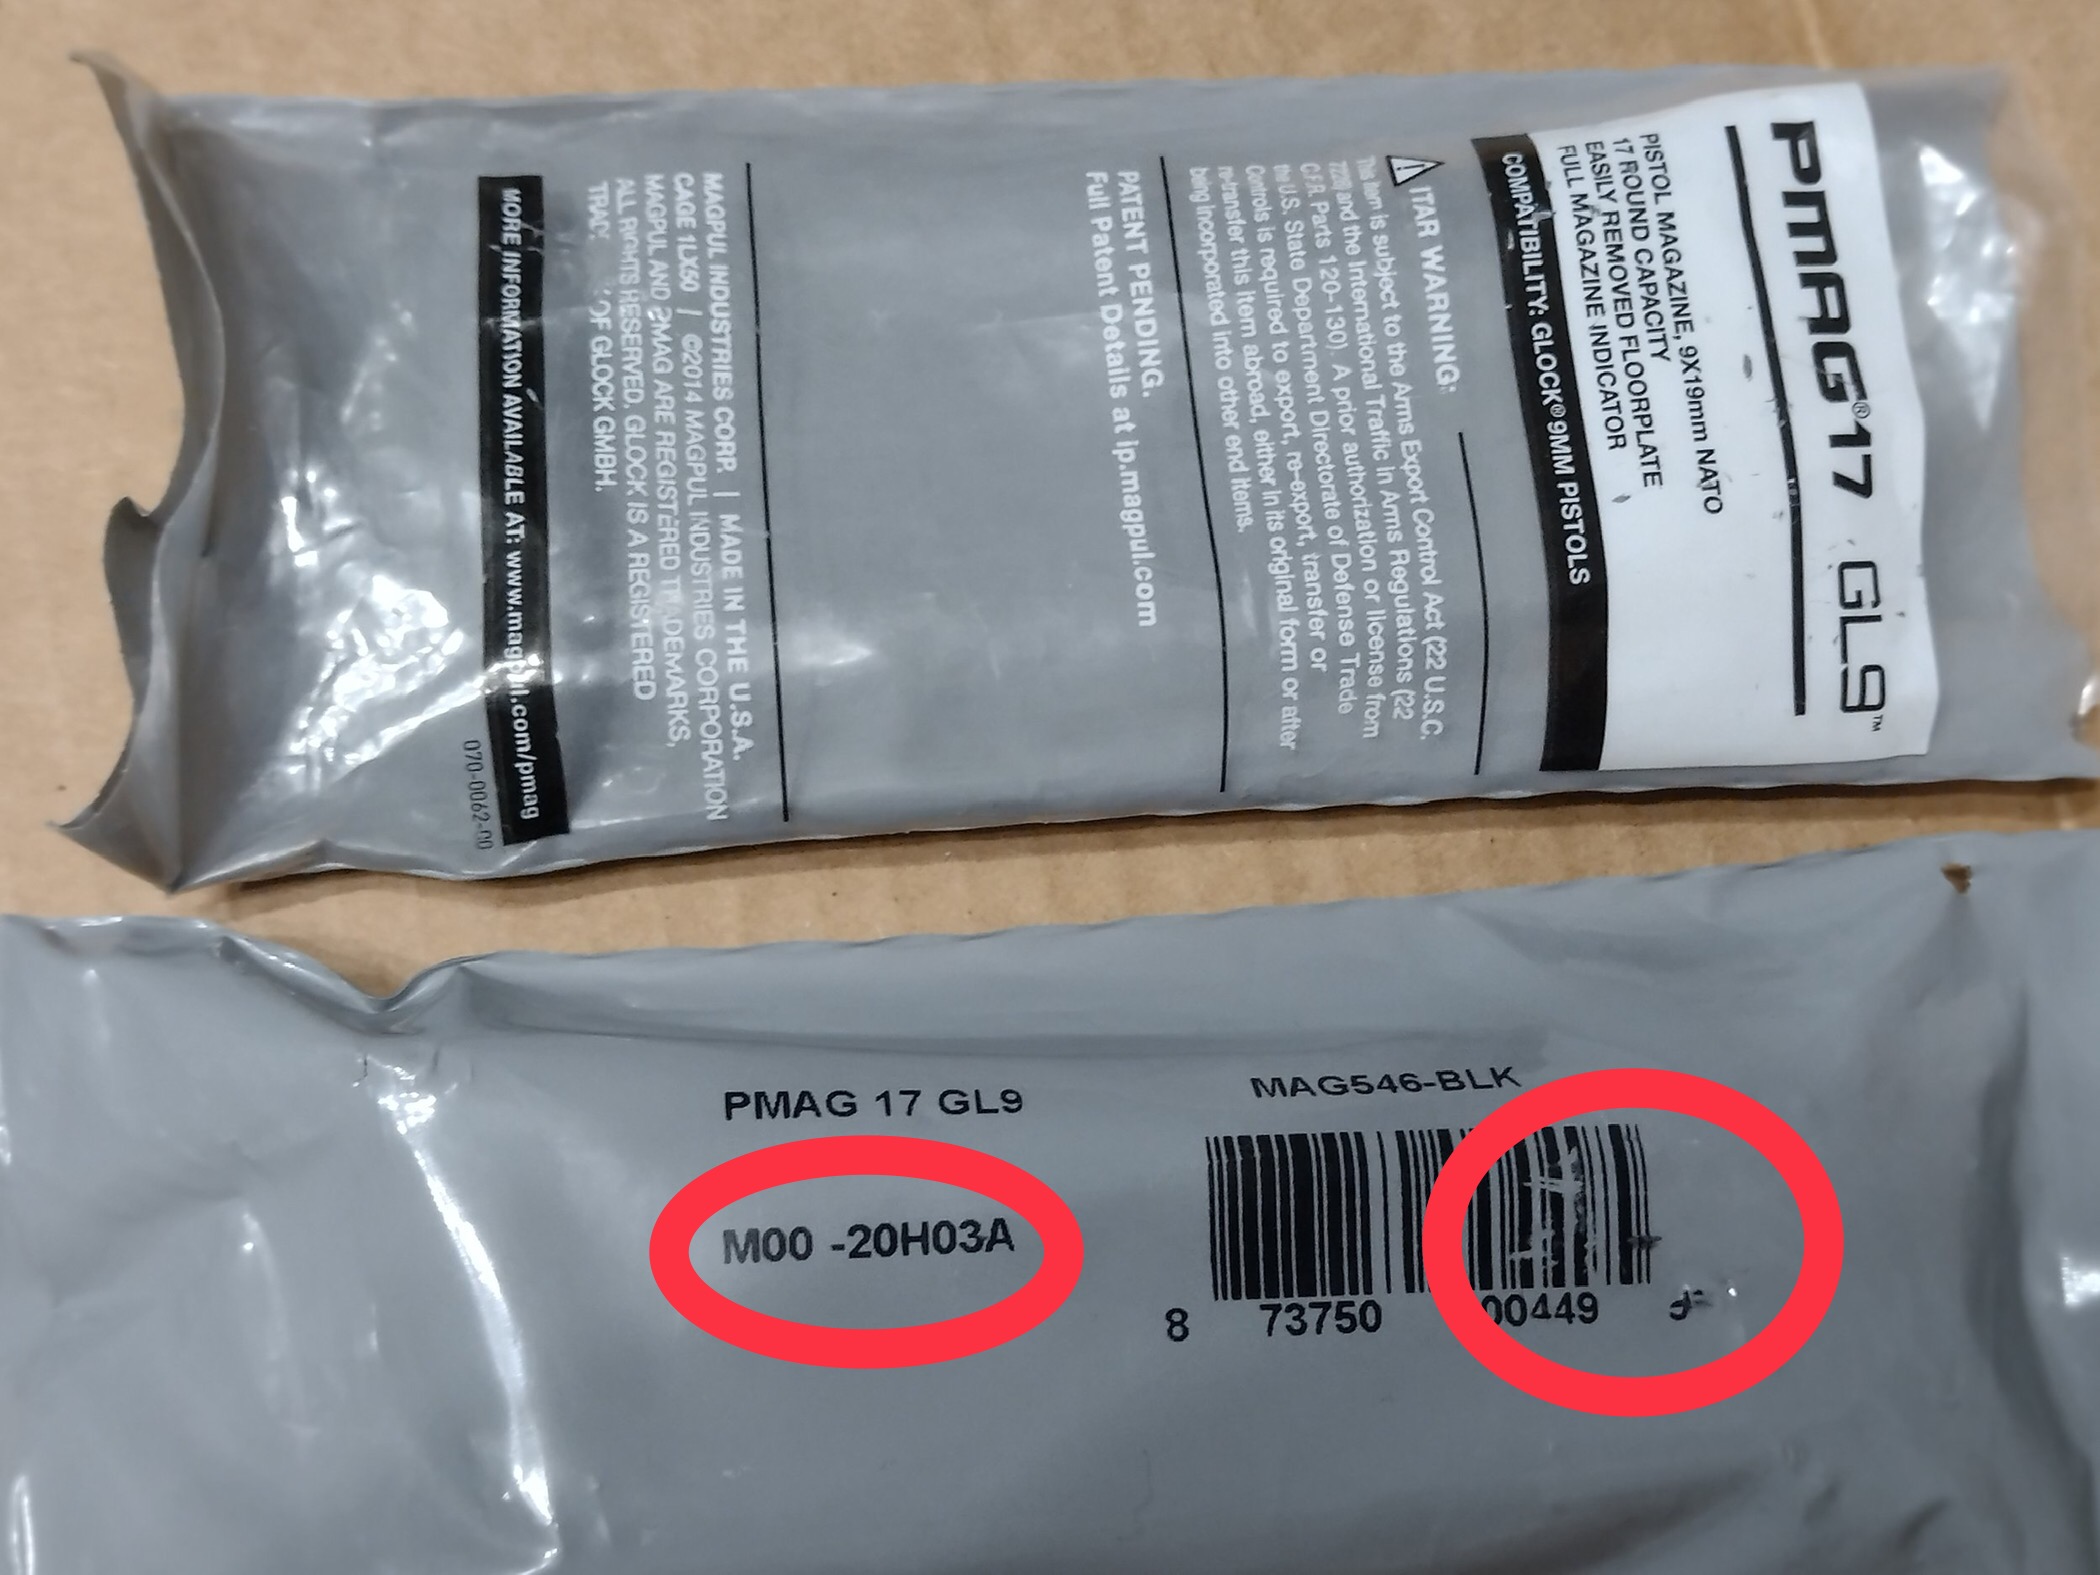 PMAG®17 GL9™
PISTOL MAGAZINE, 9X19mm NATO
17 ROUND CAPACITY
EASILY REMOVED FLOORPLATE
FULL MAGAZINE INDICATOR
COMPATIBILITY: GLOCK® 9MM PISTOLS
ITAR WARNING:
This item is subject to the Arms Export Control Act (22 U.S.C.
2278) and the International Traffic in Arms Regulations (22
C.F.R. Parts 120-130). A prior authorization or license from
the U.S. State Department Directorate of Defense Trade
Controls is required to export, re-export, transfer or
re-transfer this item abroad, either in its original form or after
being incorporated into other end items.
PATENT PENDING.
Full Patent Details at ip.magpul.com
MAGPUL INDUSTRIES CORP. | MADE IN THE U.S.A.
CAGE 1LX50 | ©2014 MAGPUL INDUSTRIES CORPORATION
MAGPUL AND PMAG ARE REGISTERED TRADEMARKS,
ALL RIGHTS RESERVED, GLOCK IS A REGISTERED
OF GLOCK GMBH.
MORE INFORMATION AVAILABLE AT: www.magpul.com/pmag
070-0062-00
PMAG 17 GL9
MAG546-BLK
M00 -20H03A
8 73750 00449